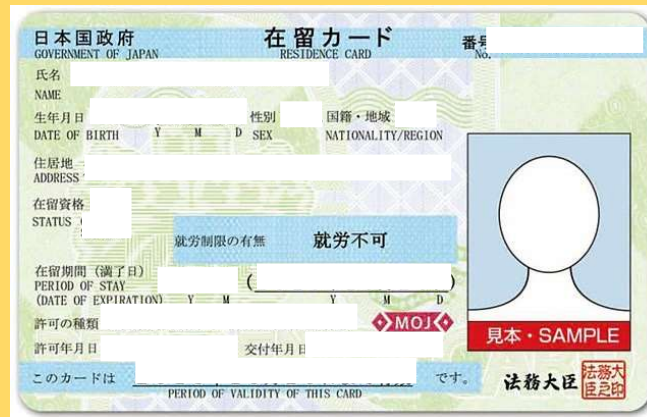 日本国政府 在留カード 番号
GOVERNMENT OF JAPAN RESIDENCE CARD No.
氏名
NAME
生年月日 性別 国籍・地域
DATE OF BIRTH Y M D SEX NATIONALITY/REGION
住居地
ADDRESS
在留資格
STATUS
就労制限の有無 就労不可
在留期間(満了日)
PERIOD OF STAY ( )
(DATE OF EXPIRATION) Y M Y M D
許可の種類 MOJ
見本・SAMPLE
許可年月日 交付年月日
このカードは です。
PERIOD OF VALIDITY OF THIS CARD
法務大臣 法務大臣之印